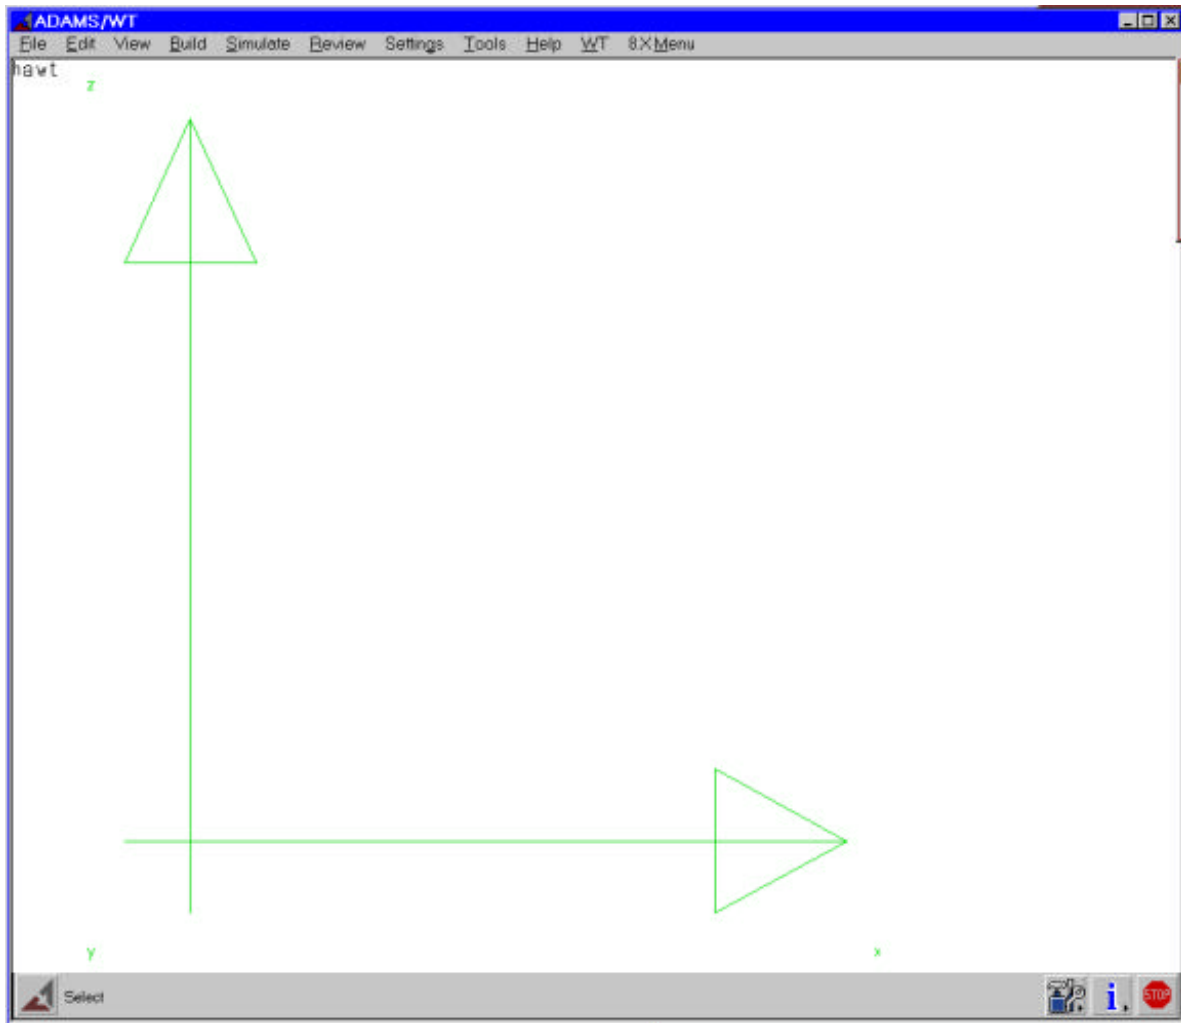 ADAMS/WT
File Edit View Build Simulate Review Settings Tools Help WT 8.X Menu
hawt
z
y x
Select i STOP